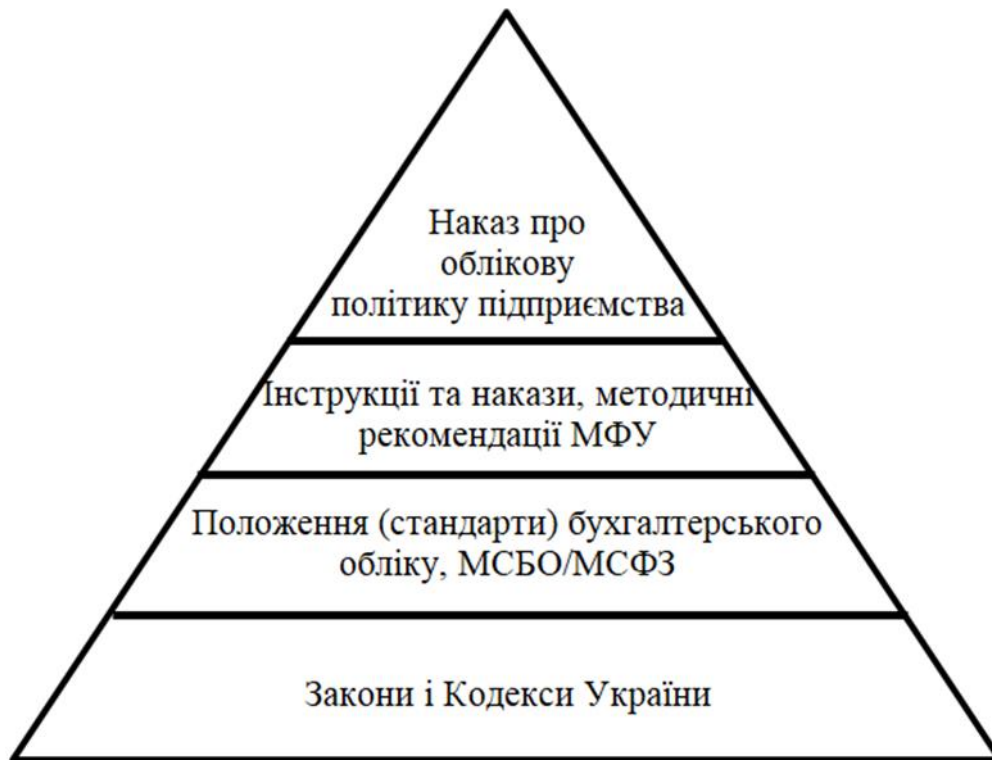 Наказ про
облікову
політику підприємства
Інструкції та накази, методичні
рекомендації МФУ
Положення (стандарти) бухгалтерського
обліку, МСБО/МСФЗ
Закони і Кодекси України